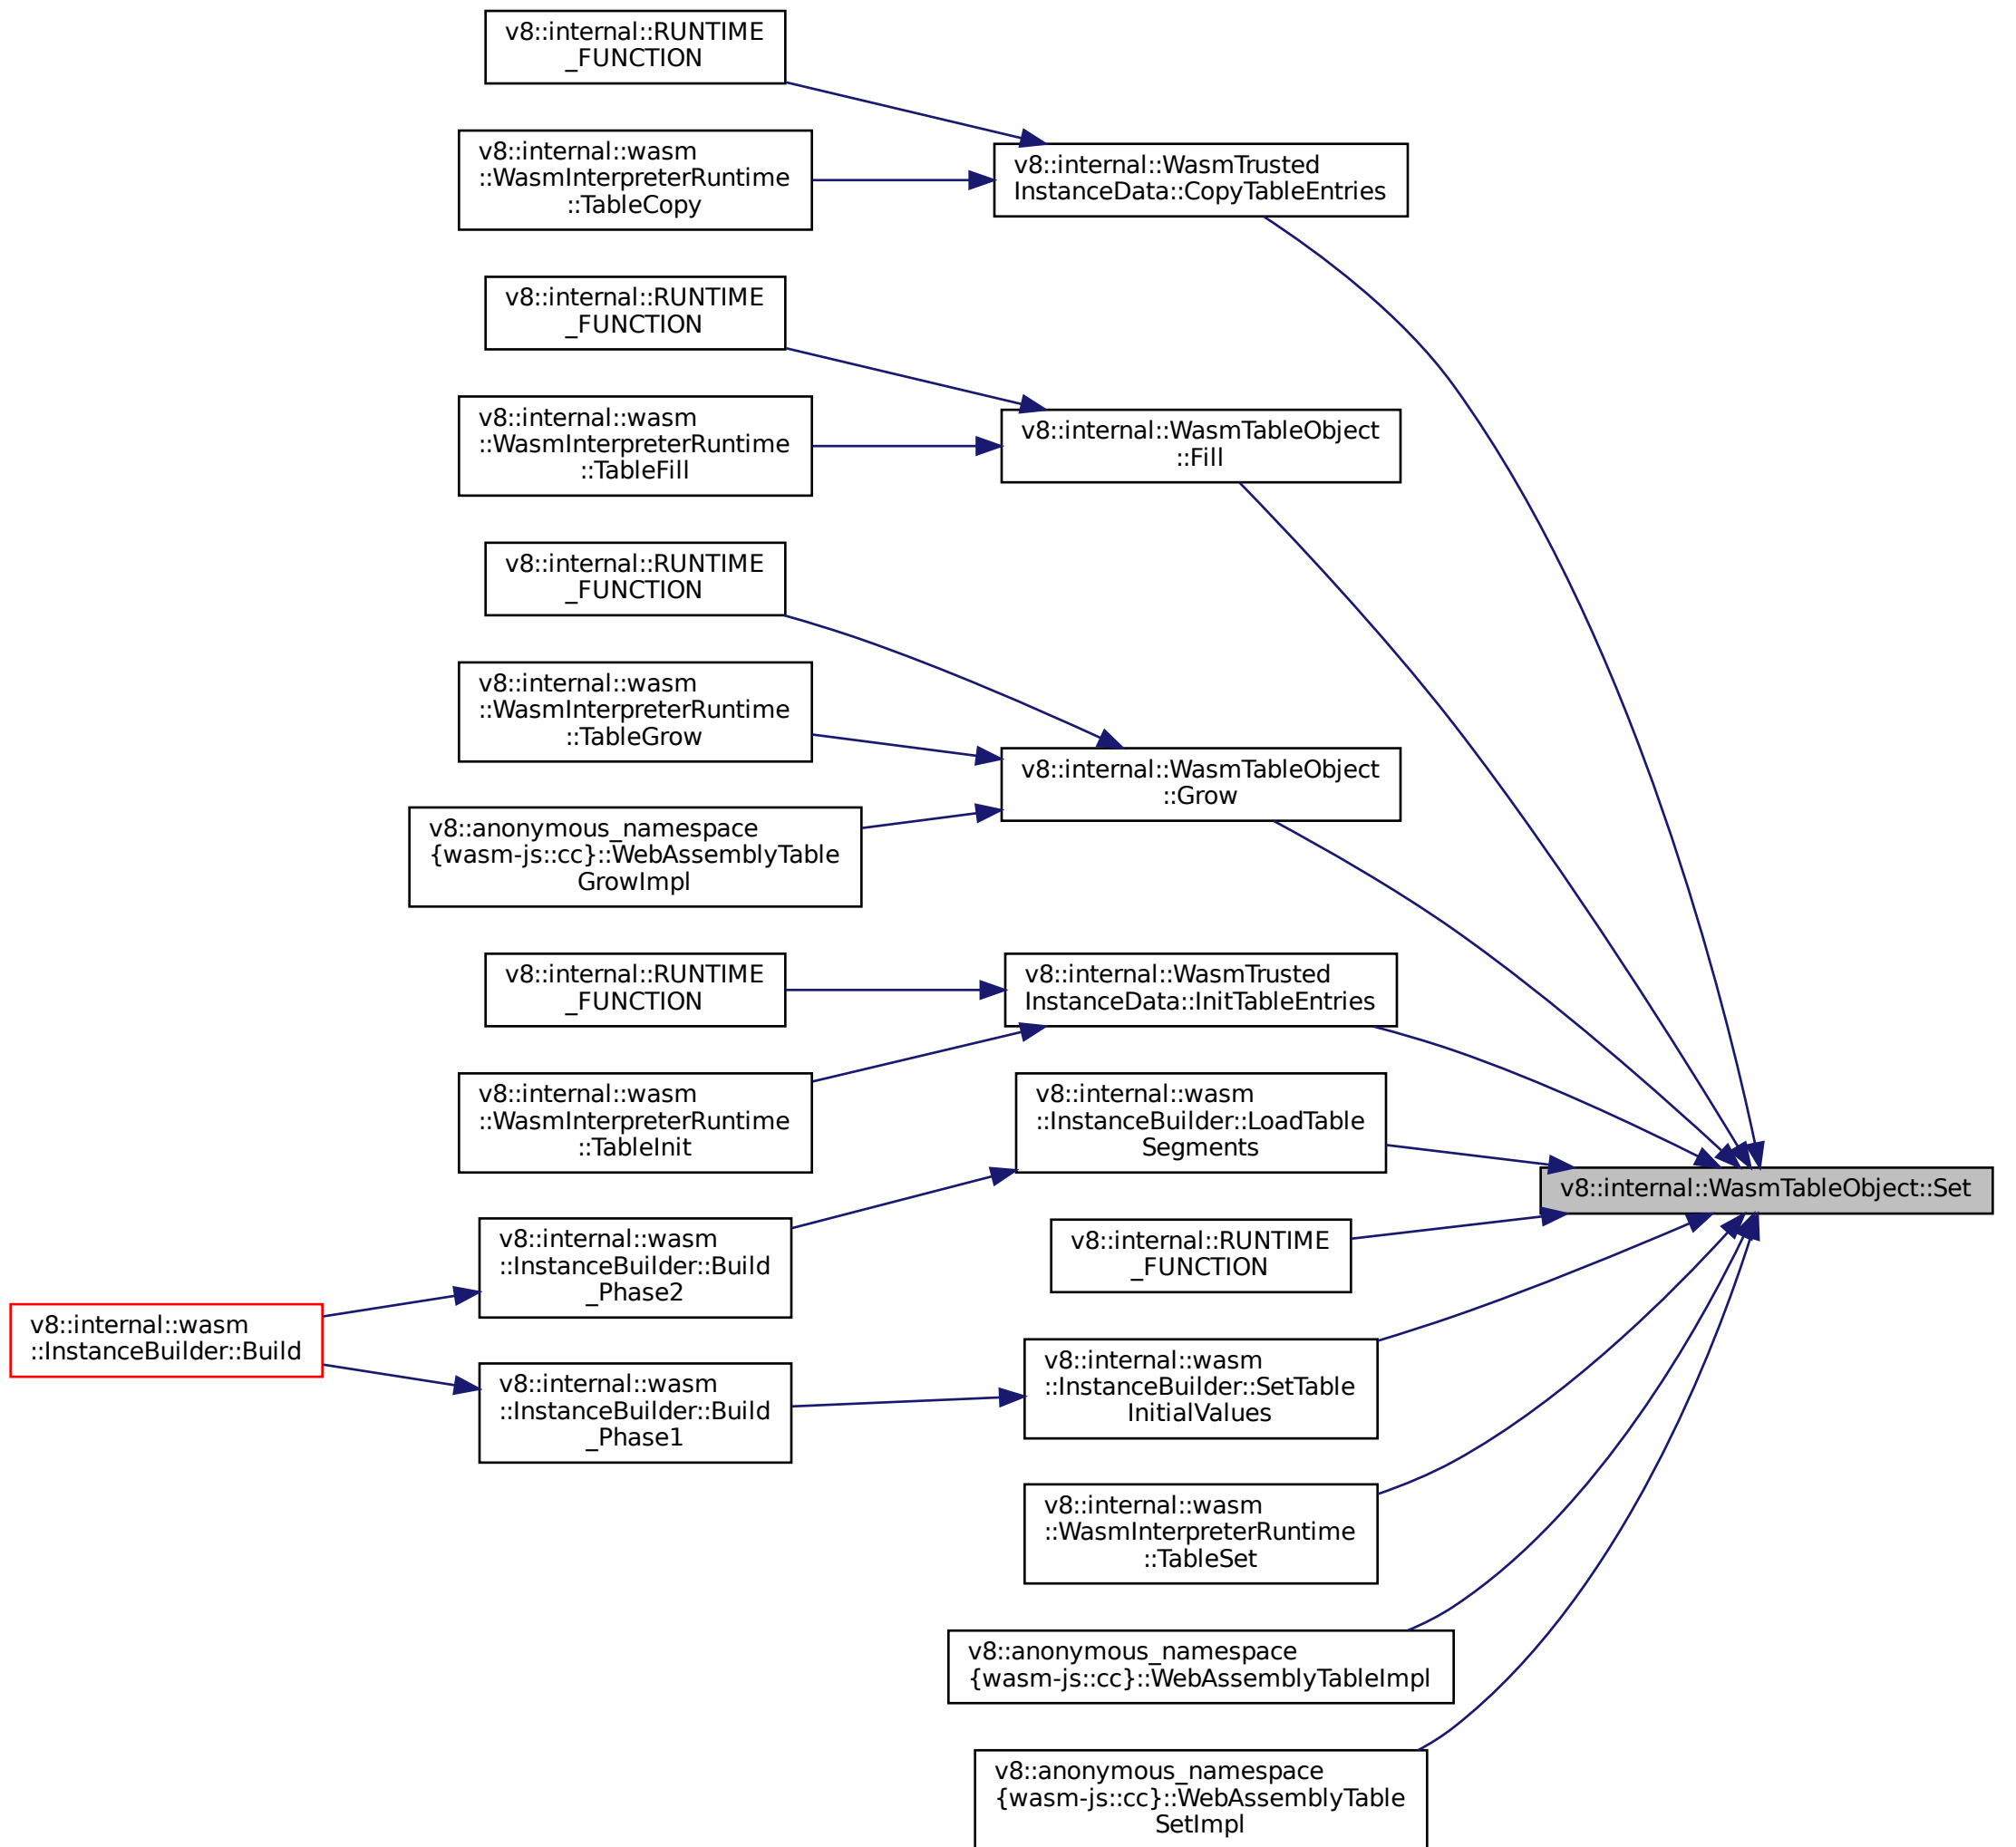 v8::internal::RUNTIME
_FUNCTION
v8::internal::wasm
::WasmInterpreterRuntime
::TableCopy
v8::internal::WasmTrusted
InstanceData::CopyTableEntries
v8::internal::RUNTIME
_FUNCTION
v8::internal::wasm
::WasmInterpreterRuntime
::TableFill
v8::internal::WasmTableObject
::Fill
v8::internal::RUNTIME
_FUNCTION
v8::internal::wasm
::WasmInterpreterRuntime
::TableGrow
v8::internal::WasmTableObject
::Grow
v8::anonymous_namespace
{wasm-js::cc}::WebAssemblyTable
GrowImpl
v8::internal::RUNTIME
_FUNCTION
v8::internal::WasmTrusted
InstanceData::InitTableEntries
v8::internal::wasm
::WasmInterpreterRuntime
::TableInit
v8::internal::wasm
::InstanceBuilder::LoadTable
Segments
v8::internal::WasmTableObject::Set
v8::internal::wasm
::InstanceBuilder::Build
_Phase2
v8::internal::RUNTIME
_FUNCTION
v8::internal::wasm
::InstanceBuilder::Build
v8::internal::wasm
::InstanceBuilder::Build
_Phase1
v8::internal::wasm
::InstanceBuilder::SetTable
InitialValues
v8::internal::wasm
::WasmInterpreterRuntime
::TableSet
v8::anonymous_namespace
{wasm-js::cc}::WebAssemblyTableImpl
v8::anonymous_namespace
{wasm-js::cc}::WebAssemblyTable
SetImpl